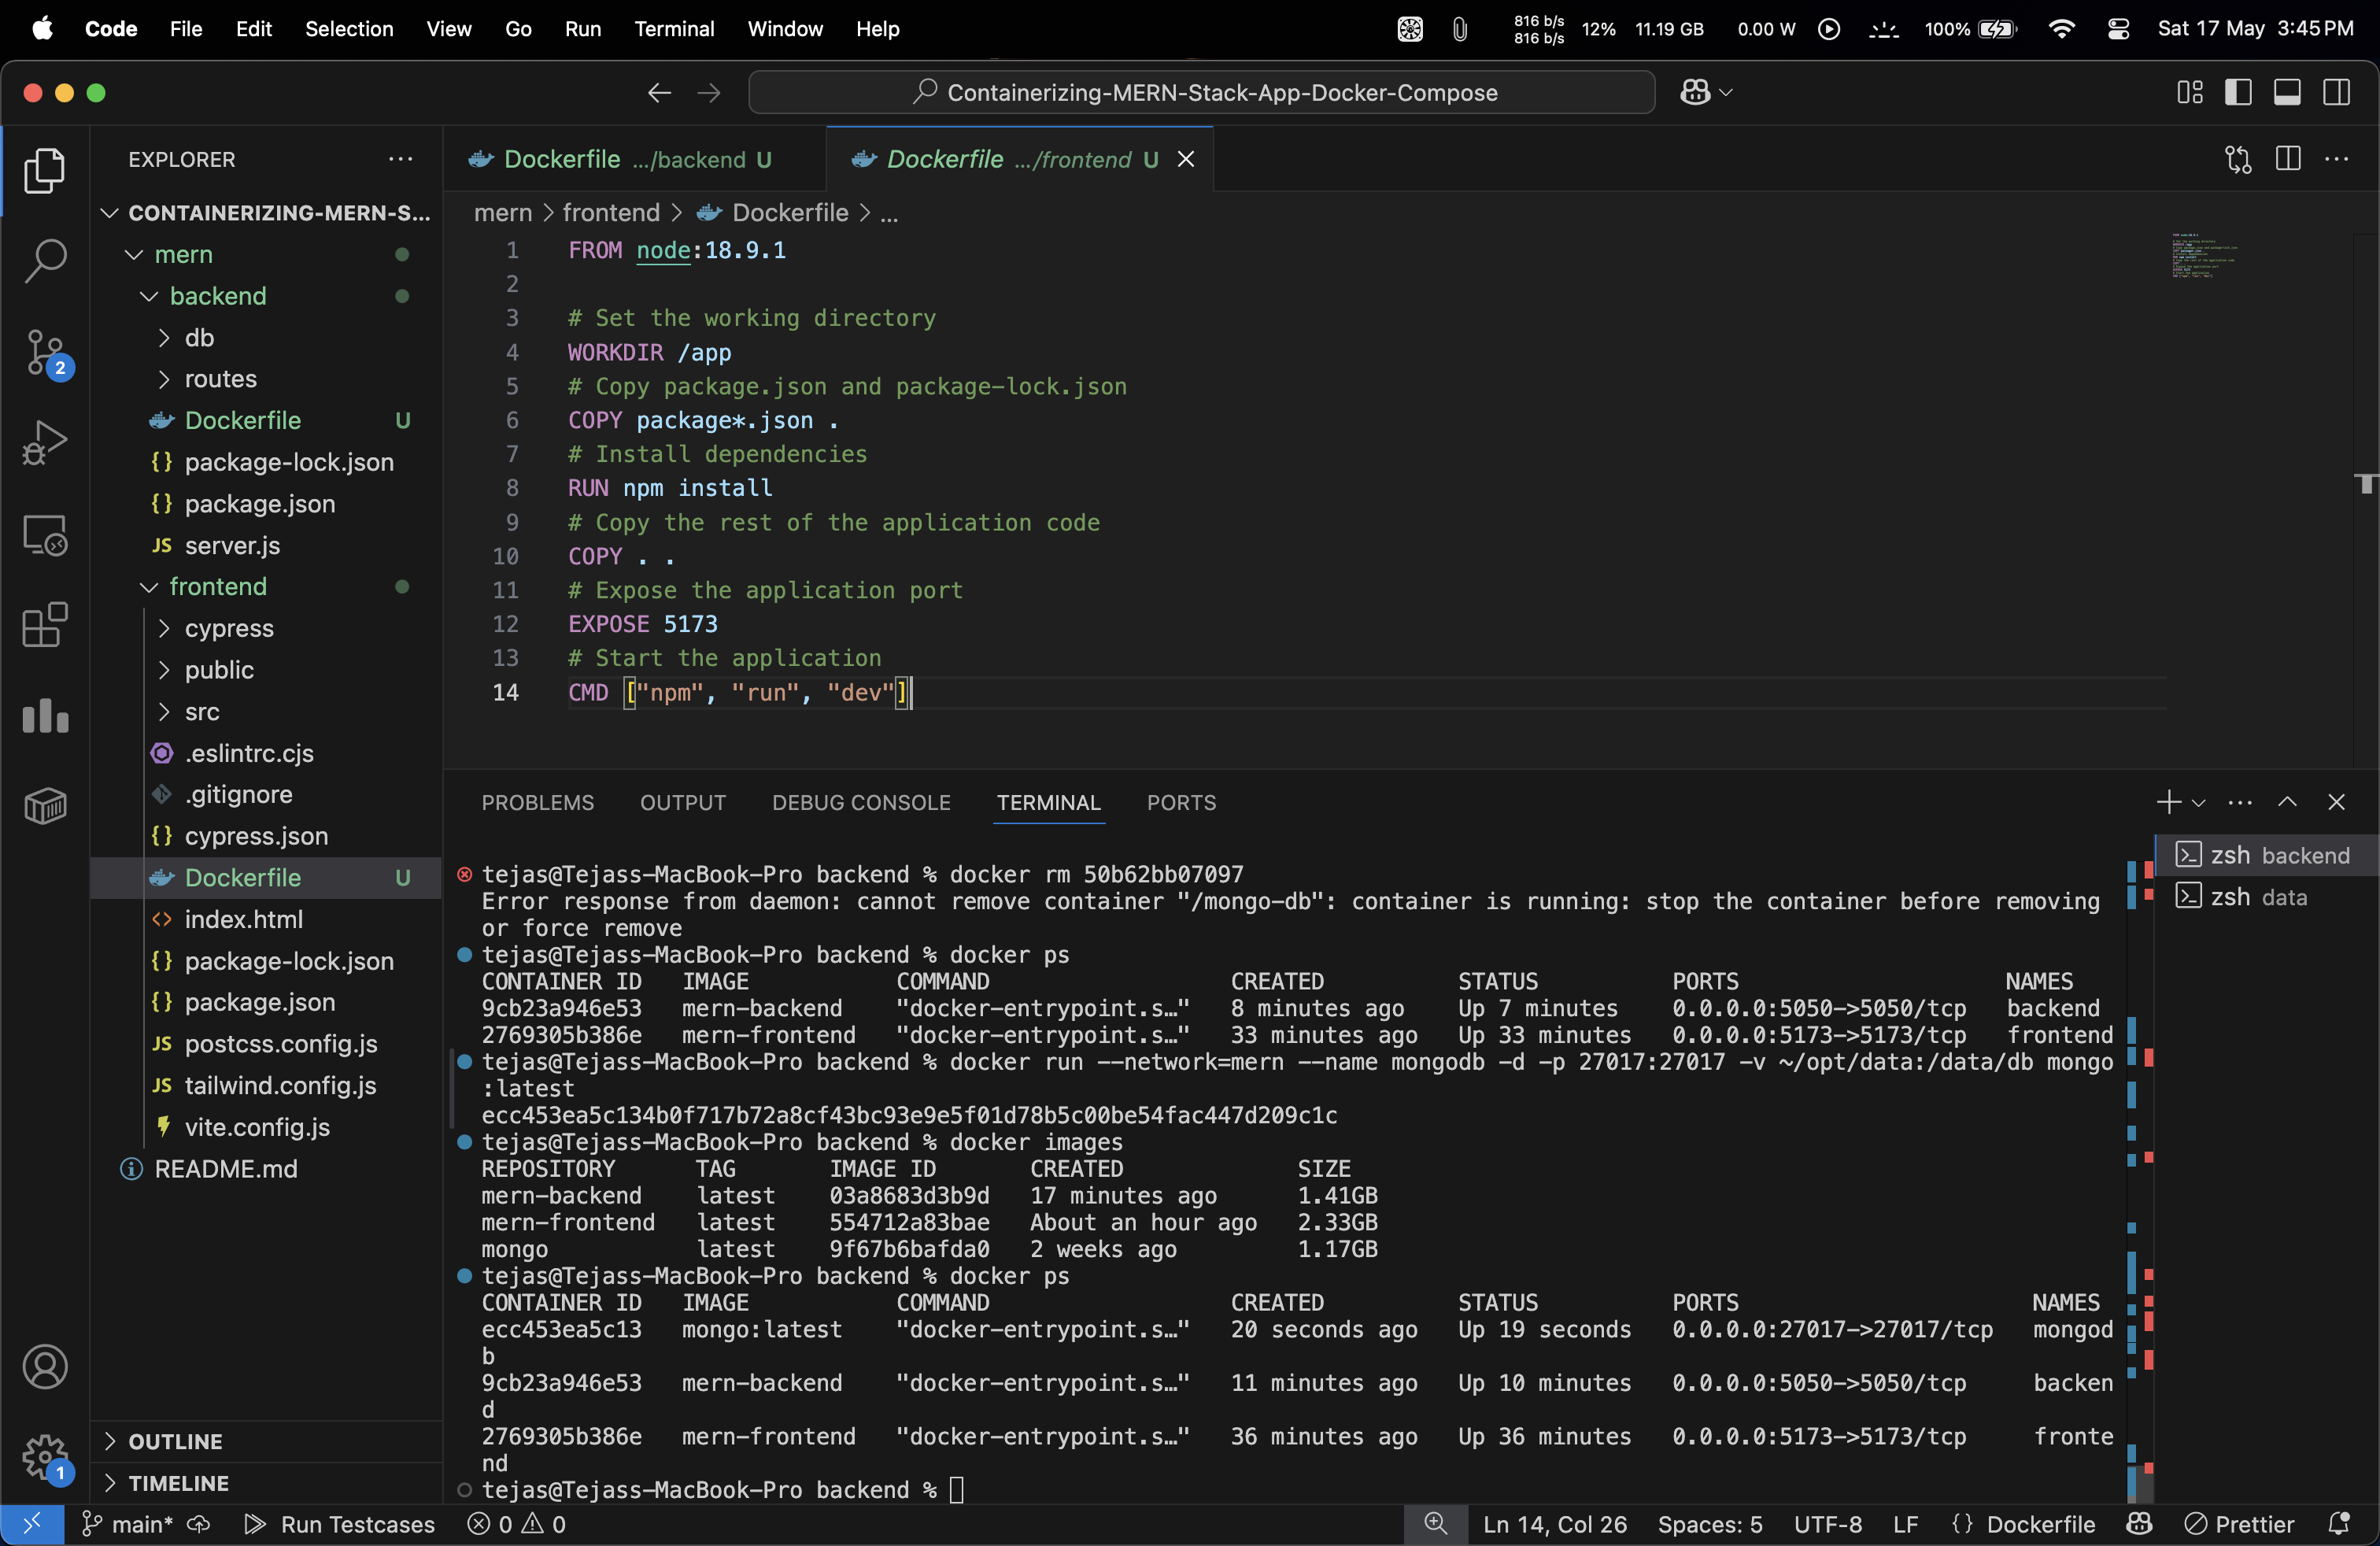 Code File Edit Selection View Go Run Terminal Window Help
816 b/s
816 b/s
12% 11.19 GB 0.00 W 100% Sat 17 May 3:45 PM
Containerizing-MERN-Stack-App-Docker-Compose
EXPLORER
CONTAINERIZING-MERN-S...
mern
backend
db
routes
Dockerfile U
package-lock.json
package.json
server.js
frontend
cypress
public
src
.eslintrc.cjs
.gitignore
cypress.json
Dockerfile U
index.html
package-lock.json
package.json
postcss.config.js
tailwind.config.js
vite.config.js
README.md
OUTLINE
TIMELINE
2
1
Dockerfile .../backend U
Dockerfile .../frontend U
mern > frontend > Dockerfile > ...
1 FROM node:18.9.1
2
3 # Set the working directory
4 WORKDIR /app
5 # Copy package.json and package-lock.json
6 COPY package*.json .
7 # Install dependencies
8 RUN npm install
9 # Copy the rest of the application code
10 COPY . .
11 # Expose the application port
12 EXPOSE 5173
13 # Start the application
14 CMD ["npm", "run", "dev"]
PROBLEMS OUTPUT DEBUG CONSOLE TERMINAL PORTS
tejas@Tejass-MacBook-Pro backend % docker rm 50b62bb07097
Error response from daemon: cannot remove container "/mongo-db": container is running: stop the container before removing
or force remove
tejas@Tejass-MacBook-Pro backend % docker ps
CONTAINER ID IMAGE COMMAND CREATED STATUS PORTS NAMES
9cb23a946e53 mern-backend "docker-entrypoint.s…" 8 minutes ago Up 7 minutes 0.0.0.0:5050->5050/tcp backend
2769305b386e mern-frontend "docker-entrypoint.s…" 33 minutes ago Up 33 minutes 0.0.0.0:5173->5173/tcp frontend
tejas@Tejass-MacBook-Pro backend % docker run --network=mern --name mongodb -d -p 27017:27017 -v ~/opt/data:/data/db mongo
:latest
ecc453ea5c134b0f717b72a8cf43bc93e9e5f01d78b5c00be54fac447d209c1c
tejas@Tejass-MacBook-Pro backend % docker images
REPOSITORY TAG IMAGE ID CREATED SIZE
mern-backend latest 03a8683d3b9d 17 minutes ago 1.41GB
mern-frontend latest 554712a83bae About an hour ago 2.33GB
mongo latest 9f67b6bafda0 2 weeks ago 1.17GB
tejas@Tejass-MacBook-Pro backend % docker ps
CONTAINER ID IMAGE COMMAND CREATED STATUS PORTS NAMES
ecc453ea5c13 mongo:latest "docker-entrypoint.s…" 20 seconds ago Up 19 seconds 0.0.0.0:27017->27017/tcp mongod
b
9cb23a946e53 mern-backend "docker-entrypoint.s…" 11 minutes ago Up 10 minutes 0.0.0.0:5050->5050/tcp backen
d
2769305b386e mern-frontend "docker-entrypoint.s…" 36 minutes ago Up 36 minutes 0.0.0.0:5173->5173/tcp fronte
nd
tejas@Tejass-MacBook-Pro backend %
zsh backend
zsh data
main* Run Testcases 0 0 Ln 14, Col 26 Spaces: 5 UTF-8 LF {} Dockerfile Prettier